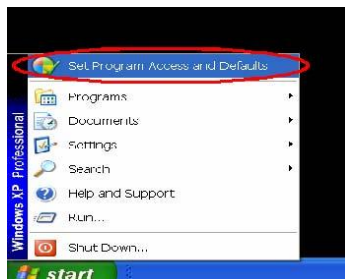 Set Program Access and Defaults
Programs
Documents
Settings
Search
Help and Support
Run...
Shut Down...
Windows XP Professional
start